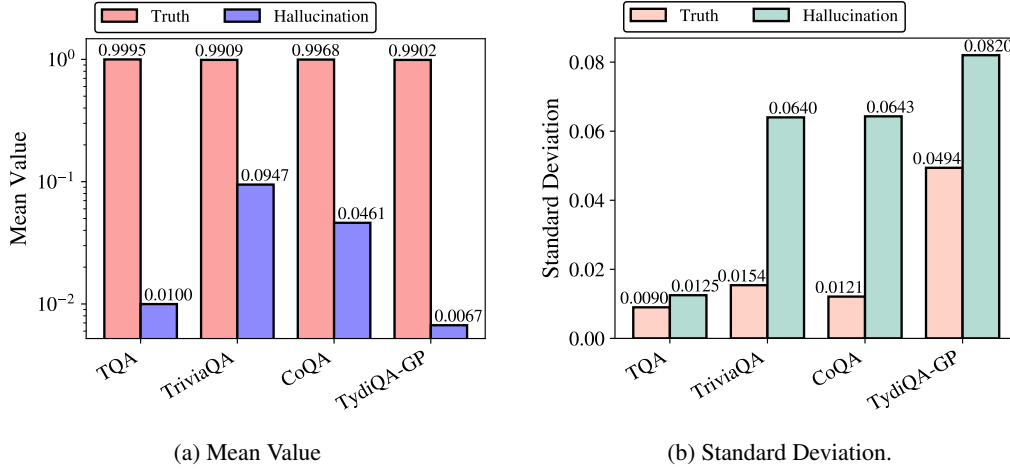 Truth Hallucination
Mean Value
10⁰
10⁻¹
10⁻²
0.9995
0.9909
0.9968
0.9902
0.0100
0.0947
0.0461
0.0067
TQA
TriviaQA
CoQA
TydiQA-GP
(a) Mean Value
Truth Hallucination
Standard Deviation
0.08
0.06
0.04
0.02
0.00
0.0090
0.0125
0.0154
0.0640
0.0121
0.0643
0.0494
0.0820
TQA
TriviaQA
CoQA
TydiQA-GP
(b) Standard Deviation.